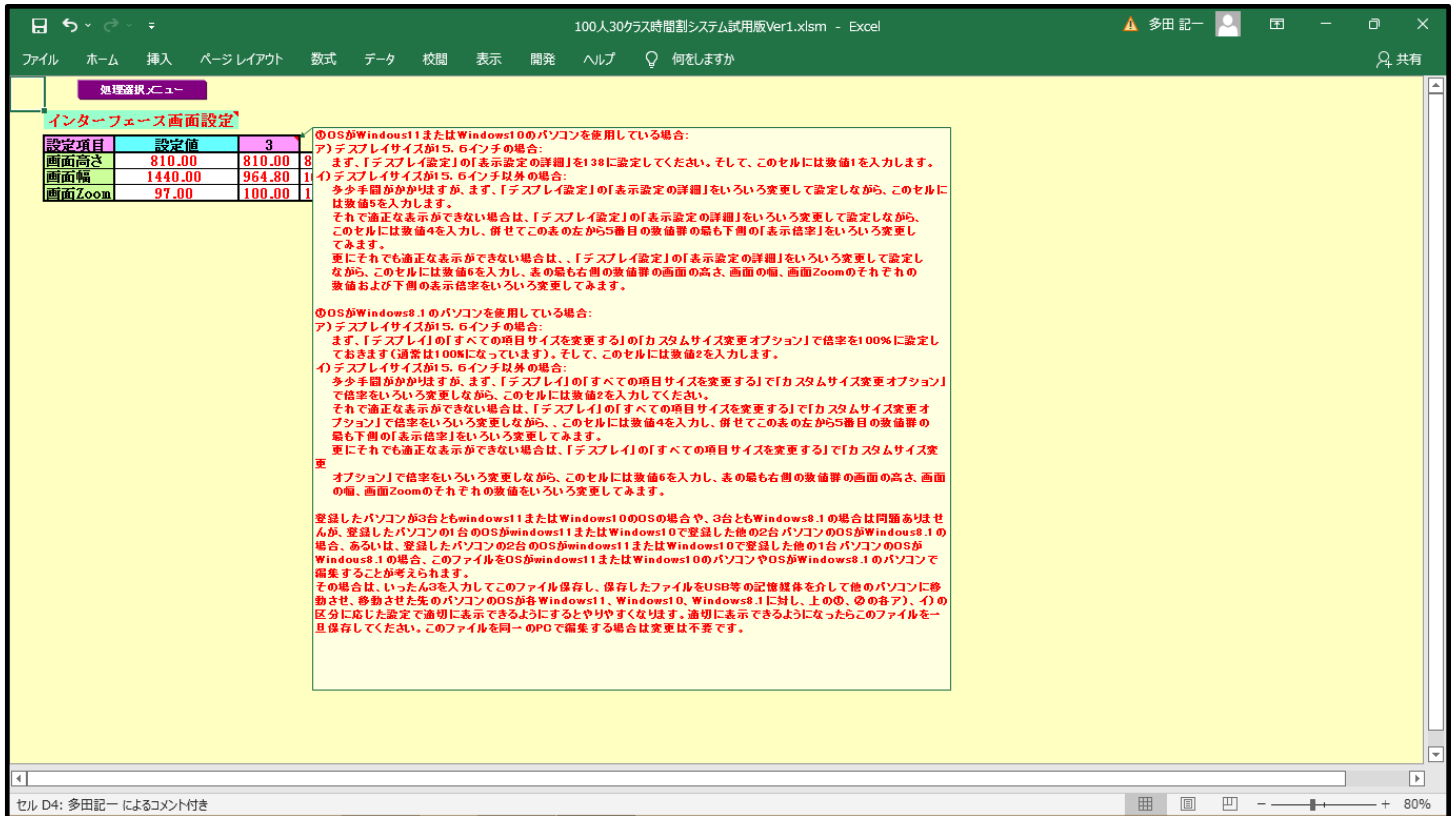 100人30クラス時間割システム試用版Ver1.xlsm - Excel
多田 記一
ファイル ホーム 挿入 ページ レイアウト 数式 データ 校閲 表示 開発 ヘルプ 何をしますか 共有
処理選択メニュー
インターフェース画面設定
設定項目 設定値 3
画面高さ 810.00 810.00 8
画面幅 1440.00 964.80 1
画面Zoom 97.00 100.00 1
①OSがWindous11またはWindows10のパソコンを使用している場合:
ア)デスプレイサイズが15.6インチの場合:
まず、「デスプレイ設定」の「表示設定の詳細」を138に設定してください。そして、このセルには数値1を入力します。
イ)デスプレイサイズが15.6インチ以外の場合:
多少手間がかかりますが、まず、「デスプレイ設定」の「表示設定の詳細」をいろいろ変更して設定しながら、このセルに
は数値5を入力します。
それで適正な表示ができない場合は、「デスプレイ設定」の「表示設定の詳細」をいろいろ変更して設定しながら、
このセルには数値4を入力し、併せてこの表の左から5番目の数値群の最も下側の「表示倍率」をいろいろ変更し
てみます。
更にそれでも適正な表示ができない場合は、、「デスプレイ設定」の「表示設定の詳細」をいろいろ変更して設定し
ながら、このセルには数値6を入力し、表の最も右側の数値群の画面の高さ、画面の幅、画面Zoomのそれぞれの
数値および下側の表示倍率をいろいろ変更してみます。
①OSがWindows8.1のパソコンを使用している場合:
ア)デスプレイサイズが15.6インチの場合:
まず、「デスプレイ」の「すべての項目サイズを変更する」の「カスタムサイズ変更オプション」で倍率を100%に設定し
ておきます(通常は100%になっています)。そして、このセルには数値2を入力します。
イ)デスプレイサイズが15.6インチ以外の場合:
多少手間がかかりますが、まず、「デスプレイ」の「すべての項目サイズを変更する」で「カスタムサイズ変更オプション」
で倍率をいろいろ変更しながら、このセルには数値2を入力してください。
それで適正な表示ができない場合は、「デスプレイ」の「すべての項目サイズを変更する」で「カスタムサイズ変更オ
プション」で倍率をいろいろ変更しながら、、このセルには数値4を入力し、併せてこの表の左から5番目の数値群の
最も下側の「表示倍率」をいろいろ変更してみます。
更にそれでも適正な表示ができない場合は、「デスプレイ」の「すべての項目サイズを変更する」で「カスタムサイズ変
更
オプション」で倍率をいろいろ変更しながら、このセルには数値6を入力し、表の最も右側の数値群の画面の高さ、画面
の幅、画面Zoomのそれぞれの数値をいろいろ変更してみます。
登録したパソコンが3台ともwindows11またはWindows10のOSの場合や、3台ともWindows8.1の場合は問題ありませ
んが、登録したパソコンの1台のOSがwindows11またはWindows10で登録した他の2台パソコンのOSがWindous8.1の
場合、あるいは、登録したパソコンの2台のOSがwindows11またはWindows10で登録した他の1台パソコンのOSが
Windous8.1の場合、このファイルをOSがwindows11またはWindows10のパソコンやOSがWindows8.1のパソコンで
編集することが考えられます。
その場合は、いったん3を入力してこのファイル保存し、保存したファイルをUSB等の記憶媒体を介して他のパソコンに移
動させ、移動させた先のパソコンのOSが各Windows11、Windows10、Windows8.1に対し、上の①、②の各ア)、イ)の
区分に応じた設定で適切に表示できるようにするとやりやすくなります。適切に表示できるようになったらこのファイルを一
旦保存してください。このファイルを同一のPCで編集する場合は変更は不要です。
セル D4: 多田記一 によるコメント付き 80%